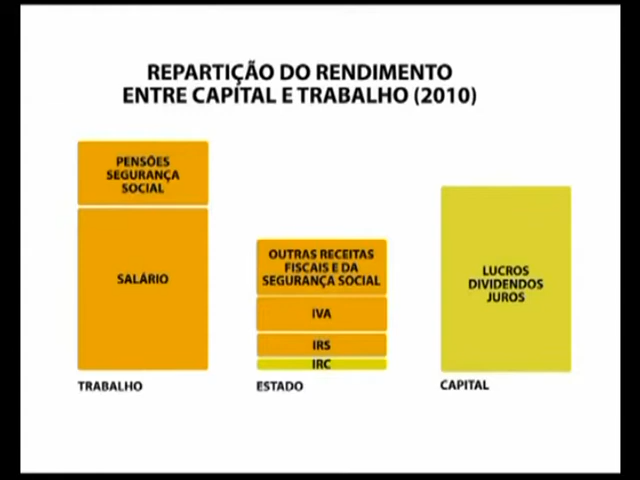 REPARTIÇÃO DO RENDIMENTO
ENTRE CAPITAL E TRABALHO (2010)
PENSÕES
SEGURANÇA
SOCIAL
SALÁRIO
TRABALHO
OUTRAS RECEITAS
FISCAIS E DA
SEGURANÇA SOCIAL
IVA
IRS
IRC
ESTADO
LUCROS
DIVIDENDOS
JUROS
CAPITAL